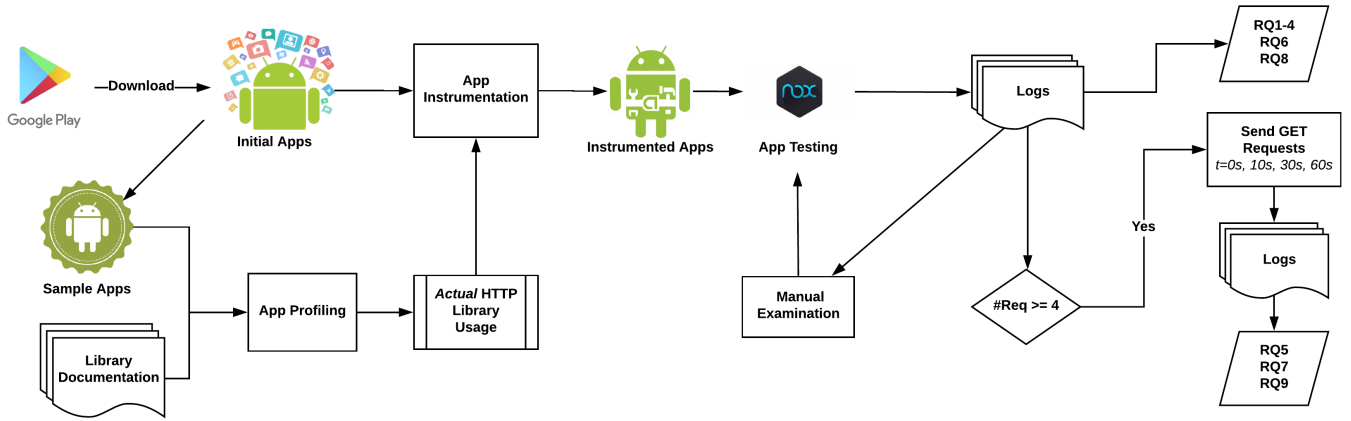 Google Play
Download
Initial Apps
Sample Apps
Library
Documentation
App Profiling
Actual HTTP
Library
Usage
App
Instrumentation
Instrumented Apps
nox
App Testing
Manual
Examination
Logs
#Req >= 4
Yes
RQ1-4
RQ6
RQ8
Send GET
Requests
t=0s, 10s, 30s, 60s
Logs
RQ5
RQ7
RQ9